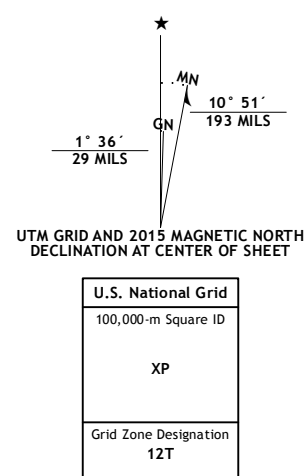 ★
MN
GN
10° 51´
193 MILS
1° 36´
29 MILS
UTM GRID AND 2015 MAGNETIC NORTH
DECLINATION AT CENTER OF SHEET
U.S. National Grid
100,000-m Square ID
XP
Grid Zone Designation
12T